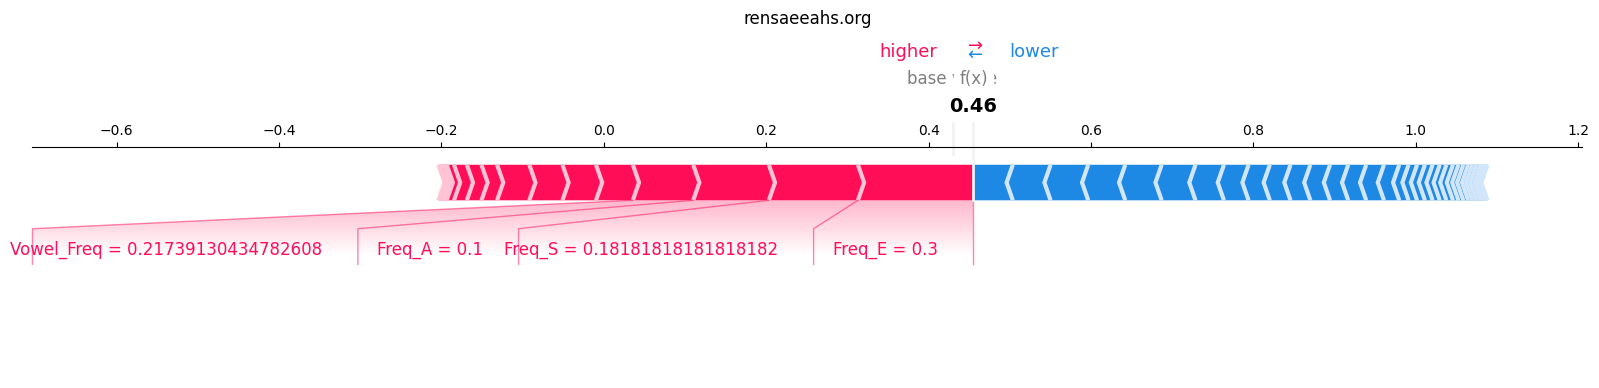 rensaeeahs.org
higher → lower
←
base f(x)
0.46
−0.6 −0.4 −0.2 0.0 0.2 0.4 0.6 0.8 1.0 1.2
Vowel_Freq = 0.21739130434782608 Freq_A = 0.1 Freq_S = 0.18181818181818182 Freq_E = 0.3